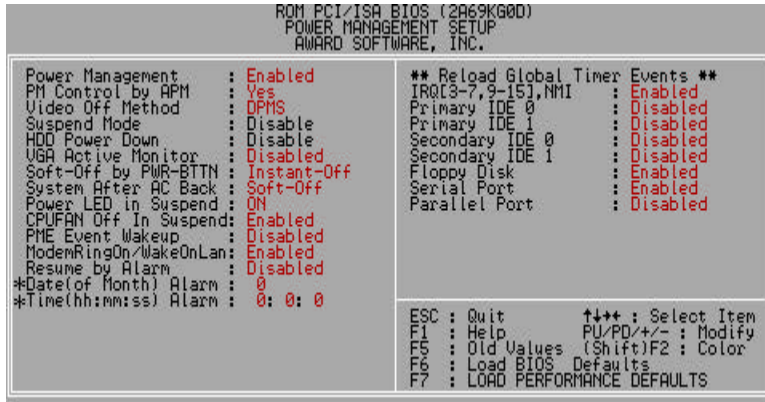 ROM PCI/ISA BIOS (2A69KG0D)
POWER MANAGEMENT SETUP
AWARD SOFTWARE, INC.
Power Management : Enabled
PM Control by APM : Yes
Video Off Method : DPMS
Suspend Mode : Disable
HDD Power Down : Disable
VGA Active Monitor : Disabled
Soft-Off by PWR-BTTN : Instant-Off
System After AC Back : Soft-Off
Power LED in Suspend : ON
CPUFAN Off In Suspend: Enabled
PME Event Wakeup : Disabled
ModemRingOn/WakeOnLan: Enabled
Resume by Alarm : Disabled
*Date(of Month) Alarm : 0
*Time(hh:mm:ss) Alarm : 0: 0: 0
** Reload Global Timer Events **
IRQ[3-7,9-15],NMI : Enabled
Primary IDE 0 : Disabled
Primary IDE 1 : Disabled
Secondary IDE 0 : Disabled
Secondary IDE 1 : Disabled
Floppy Disk : Enabled
Serial Port : Enabled
Parallel Port : Disabled
ESC : Quit ↑↓→← : Select Item
F1 : Help PU/PD/+/- : Modify
F5 : Old Values (Shift)F2 : Color
F6 : Load BIOS Defaults
F7 : LOAD PERFORMANCE DEFAULTS